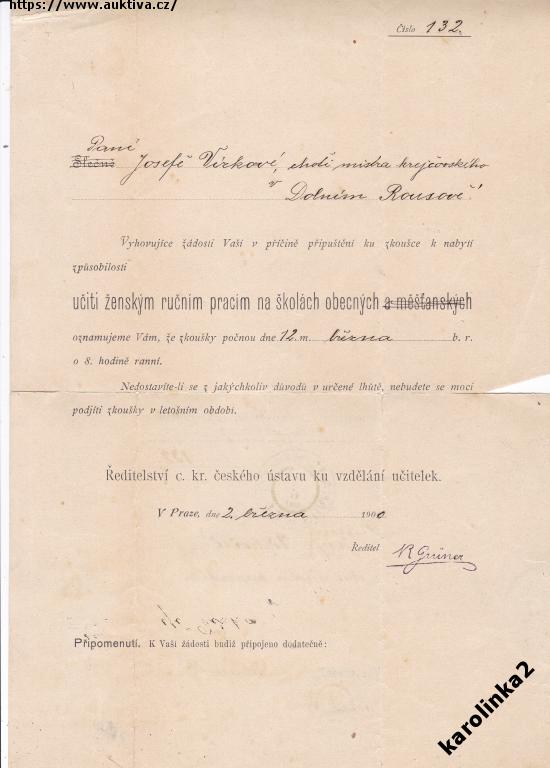 https://www.auktiva.cz/
Číslo 132.
Paní
Slečně Josefě Vírkové, choti mistra krejčovského
v Dolním Rousově!
Vyhovujíce žádosti Vaší v příčině připuštění ku zkoušce k nabytí
způsobilosti
učiti ženským ručním pracím na školách obecných a měšťanských
oznamujeme Vám, že zkoušky počnou dne 12. m. března b. r.
o 8. hodině ranní.
Nedostavíte-li se z jakýchkoliv důvodů v určené lhůtě, nebudete se moci
podjíti zkoušky v letošním období.
Ředitelství c. kr. českého ústavu ku vzdělání učitelek.
V Praze, dne 2. března 1900
Ředitel
Připomenutí. K Vaší žádosti budiž připojeno dodatečně:
karolinka2